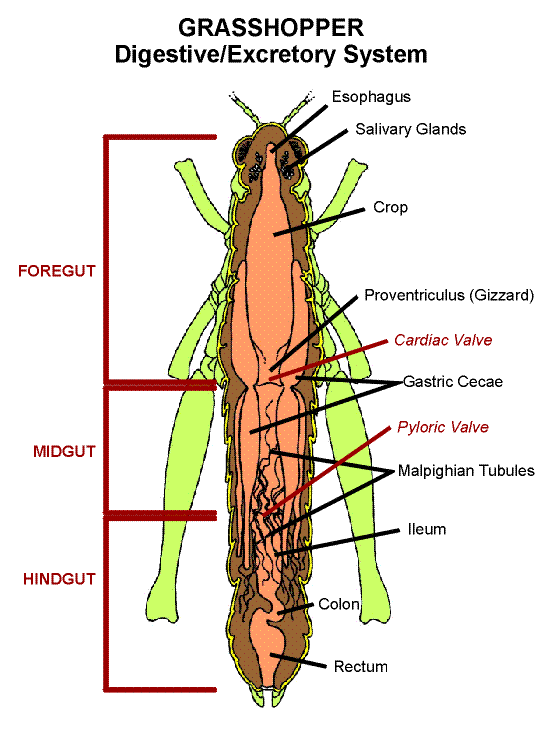 GRASSHOPPER
Digestive/Excretory System
Esophagus
Salivary Glands
Crop
FOREGUT
Proventriculus (Gizzard)
Cardiac Valve
Gastric Cecae
Pyloric Valve
MIDGUT
Malpighian Tubules
Ileum
HINDGUT
Colon
Rectum